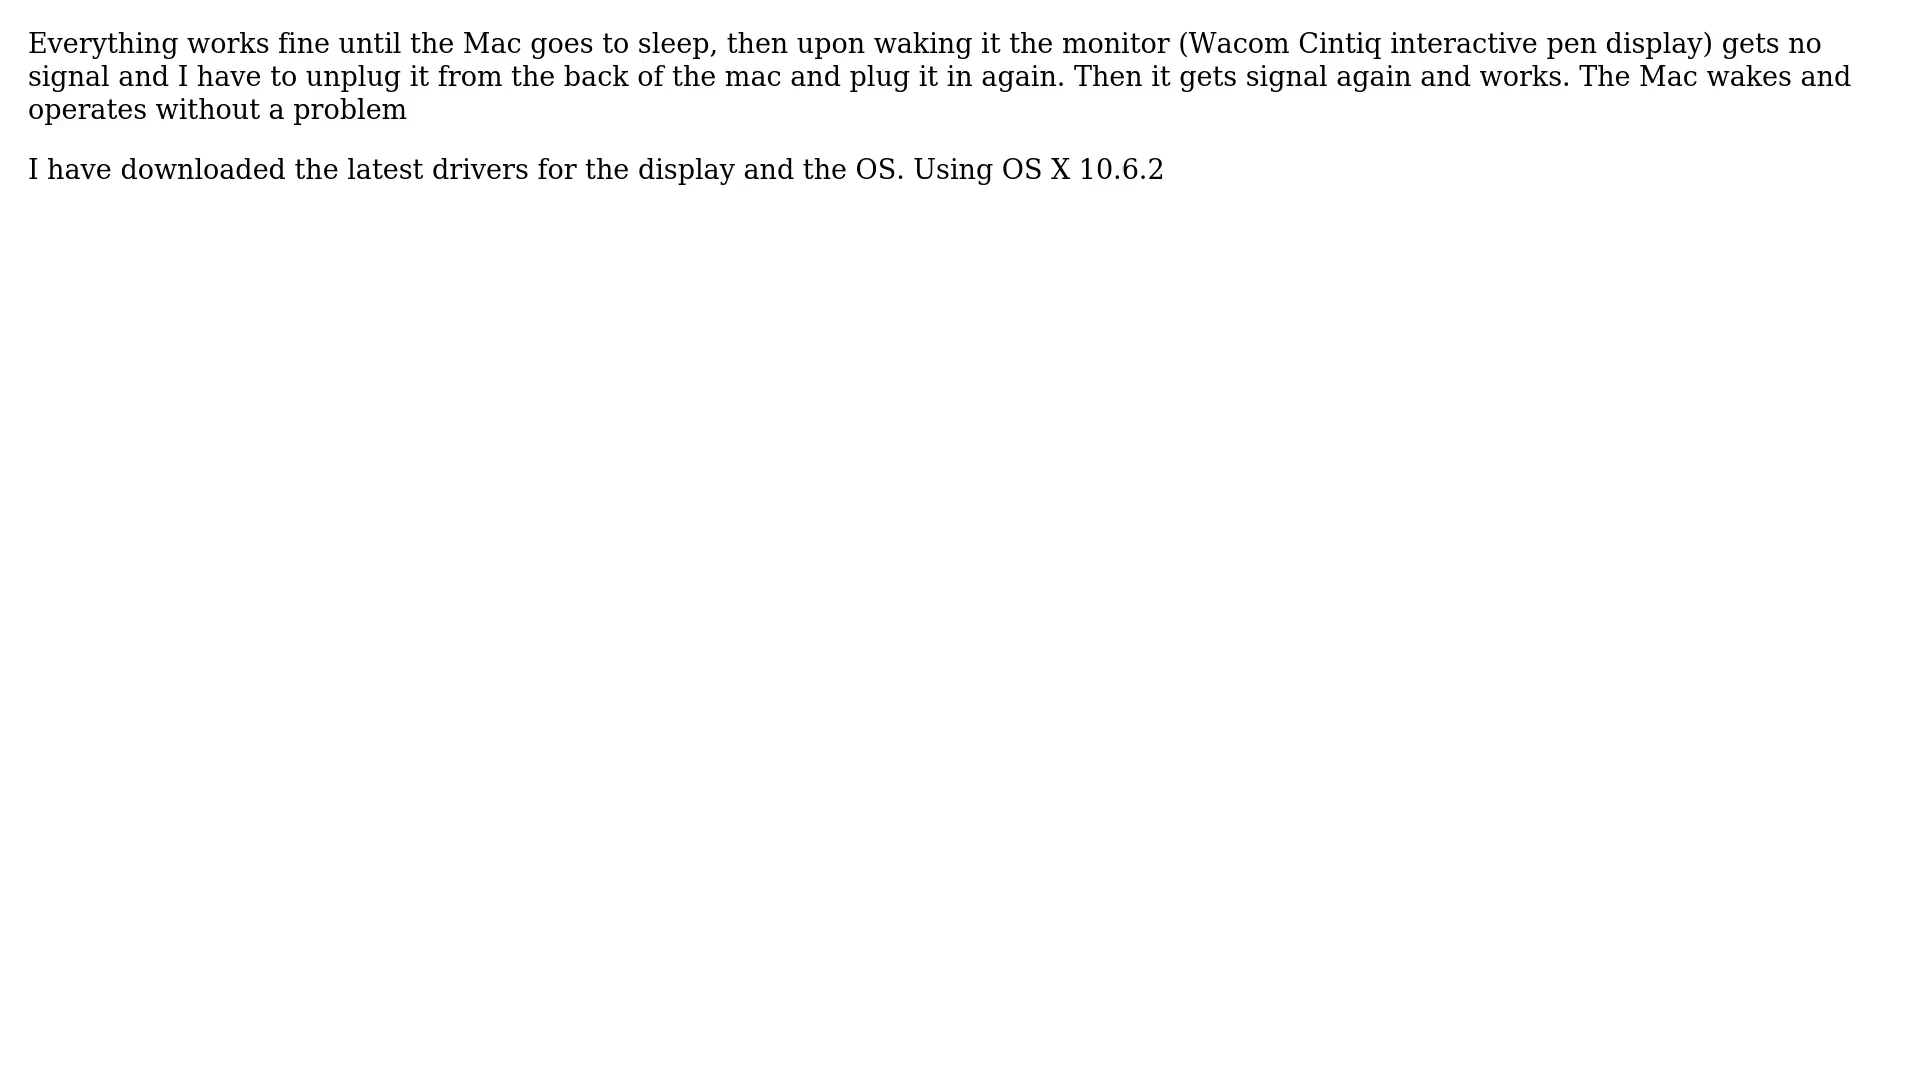 Everything works fine until the Mac goes to sleep, then upon waking it the monitor (Wacom Cintiq interactive pen display) gets no
signal and I have to unplug it from the back of the mac and plug it in again. Then it gets signal again and works. The Mac wakes and
operates without a problem
I have downloaded the latest drivers for the display and the OS. Using OS X 10.6.2